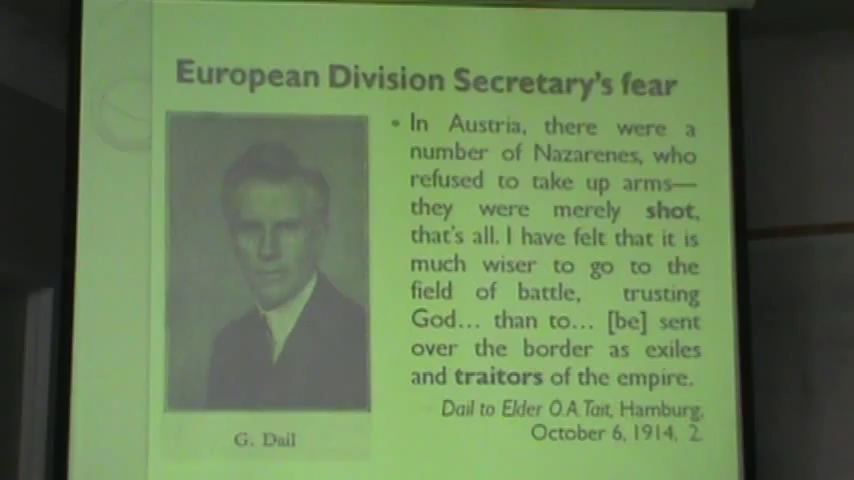 European Division Secretary's fear
• In Austria, there were a
number of Nazarenes, who
refused to take up arms—
they were merely shot,
that's all. I have felt that it is
much wiser to go to the
field of battle, trusting
God... than to... [be] sent
over the border as exiles
and traitors of the empire.
Dail to Elder O.A. Tait, Hamburg,
October 6, 1914, 2.
G. Dail